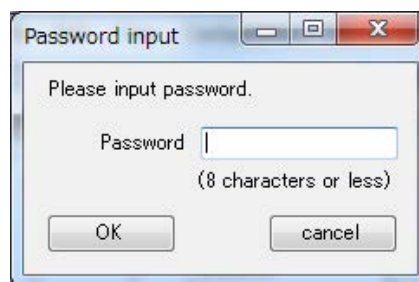 Password input
Please input password.
Password
(8 characters or less)
OK cancel